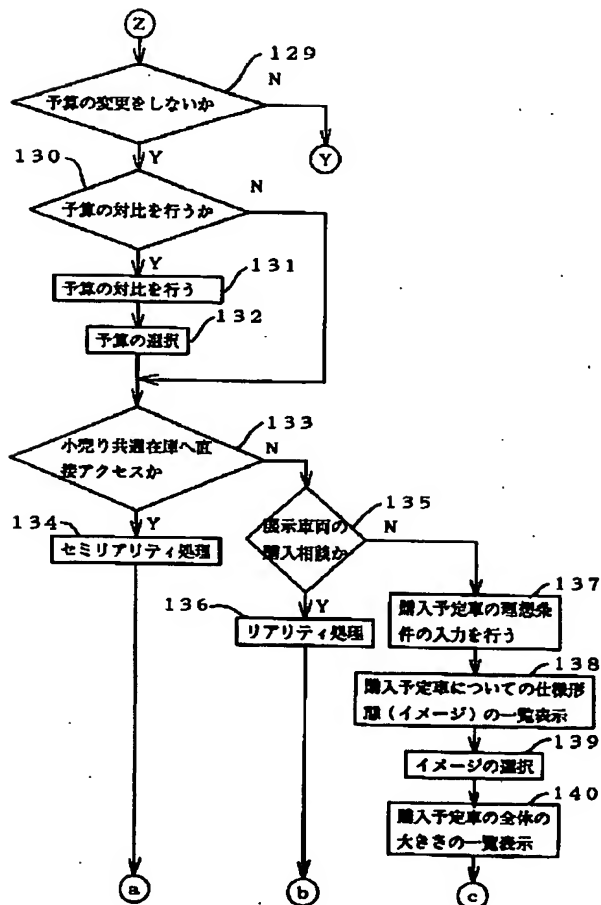 Z
129
予算の変更をしないか
N
Y
Y
130
予算の対比を行うか
N
Y
131
予算の対比を行う
132
予算の選択
133
小売り共通在庫へ直
接アクセスか
N
Y
134
セミリアリティ処理
135
展示車両の
購入相談か
N
Y
136
リアリティ処理
137
購入予定車の理想条
件の入力を行う
138
購入予定車についての仕様形
態(イメージ)の一覧表示
139
イメージの選択
140
購入予定車の全体の
大きさの一覧表示
a
b
c